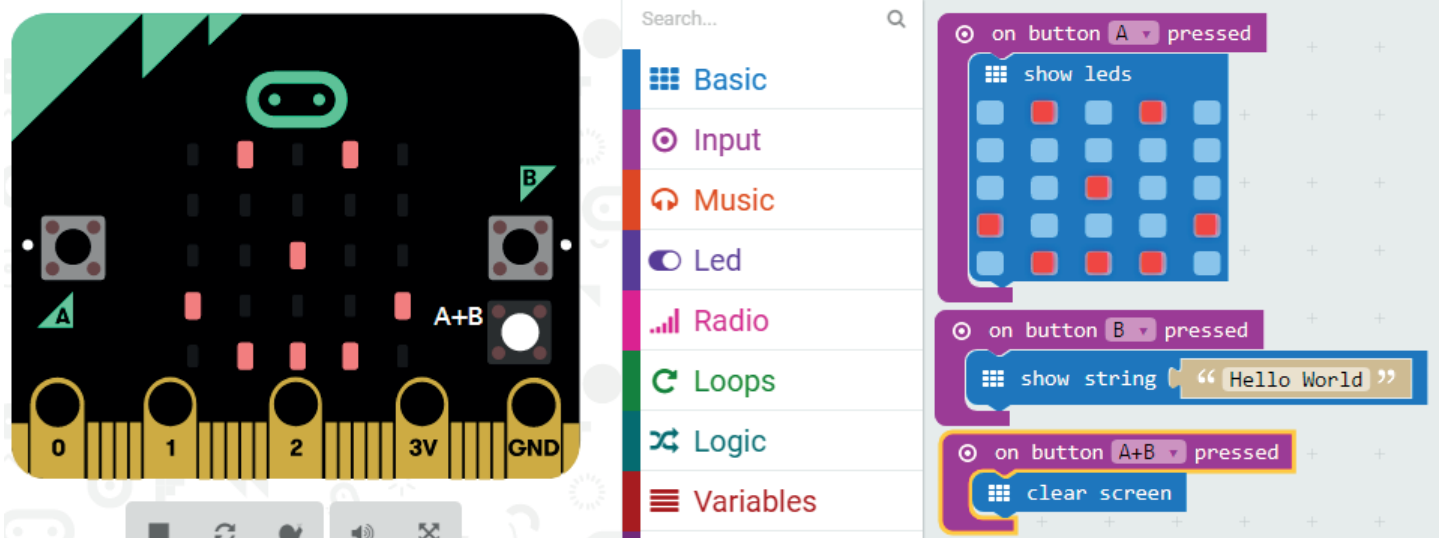 B
A
A+B
0 1 2 3V GND
Search...
Basic
Input
Music
Led
Radio
Loops
Logic
Variables
on button A pressed
show leds
on button B pressed
show string “ Hello World ”
on button A+B pressed
clear screen